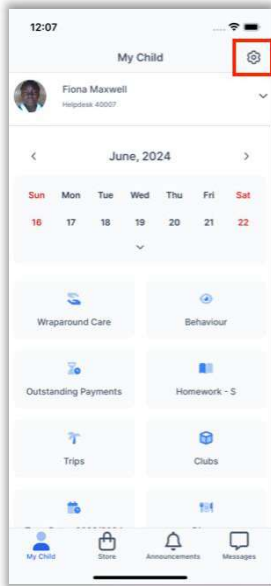 12:07
My Child
Fiona Maxwell
Helpdesk 40007
June, 2024
Sun Mon Tue Wed Thu Fri Sat
16 17 18 19 20 21 22
Wraparound Care Behaviour
Outstanding Payments Homework - S
Trips Clubs
My Child Store Announcements Messages